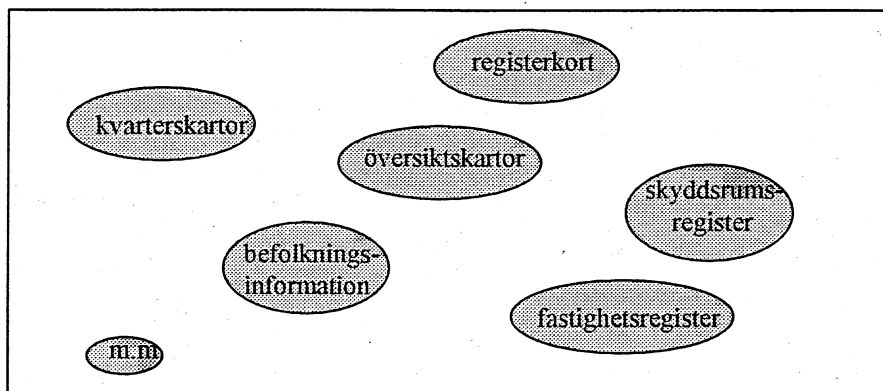 registerkort
kvarterskartor
översiktskartor
skyddsrums-
register
befolknings-
information
fastighetsregister
m.m